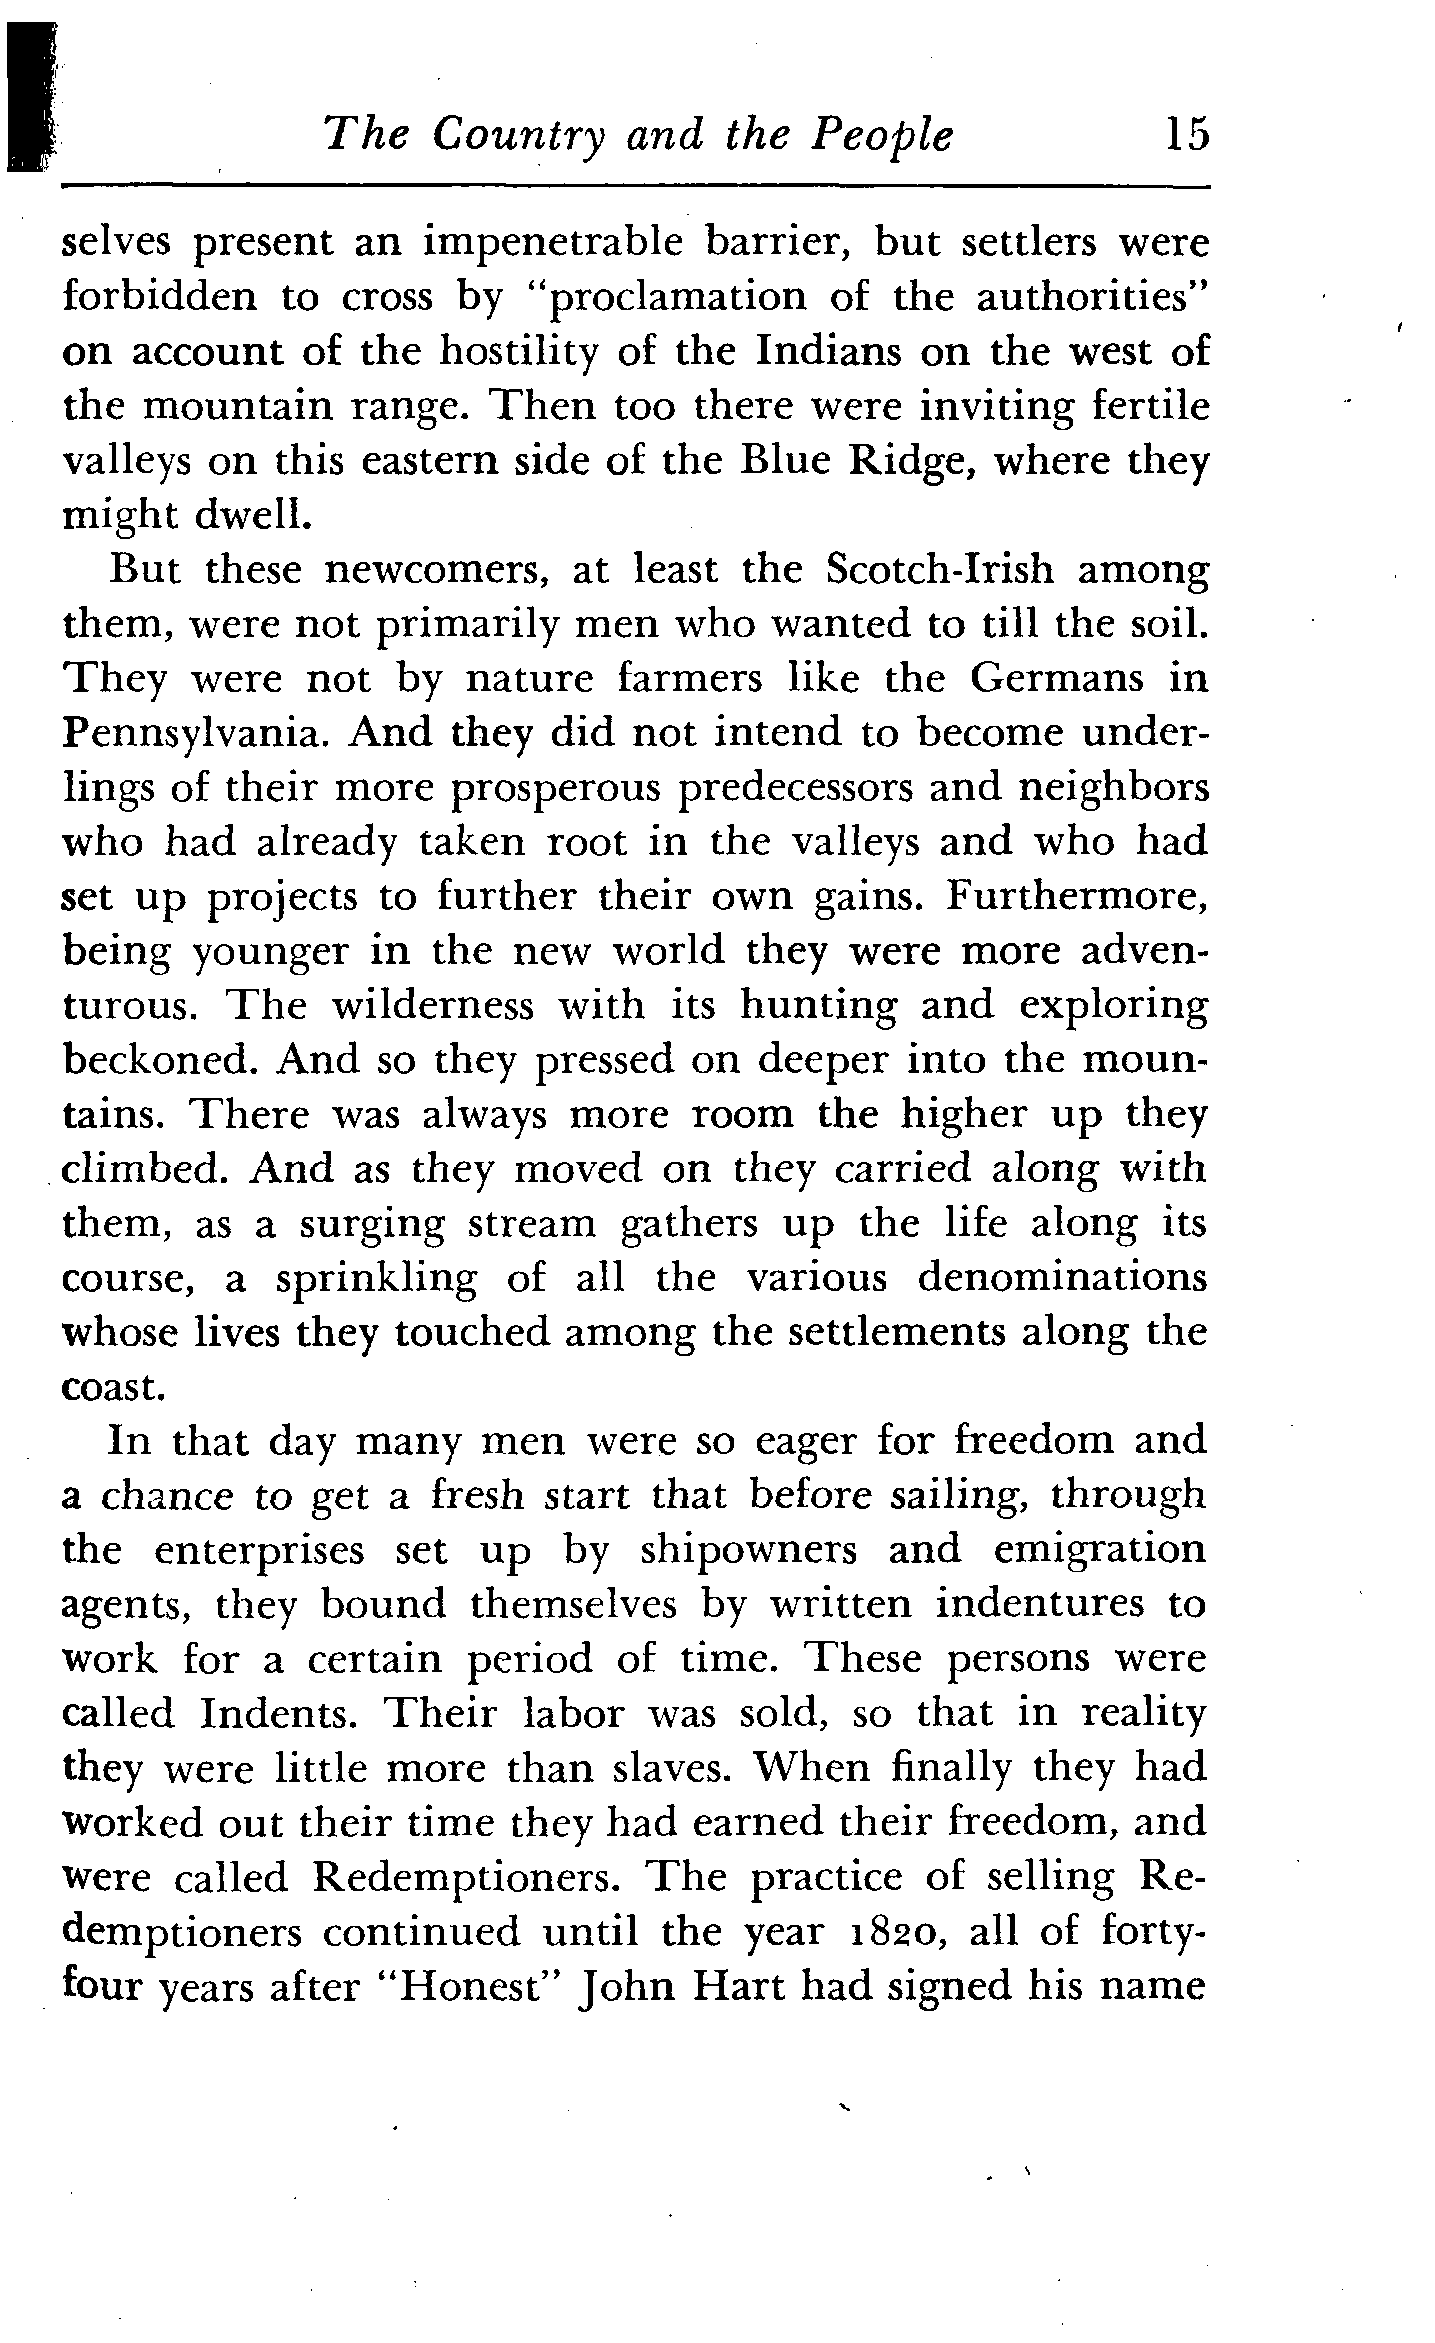 The Country and the People 15
selves present an impenetrable barrier, but settlers were
forbidden to cross by “proclamation of the authorities”
on account of the hostility of the Indians on the west of
the mountain range. Then too there were inviting fertile
valleys on this eastern side of the Blue Ridge, where they
might dwell.
But these newcomers, at least the Scotch-Irish among
them, were not primarily men who wanted to till the soil.
They were not by nature farmers like the Germans in
Pennsylvania. And they did not intend to become under-
lings of their more prosperous predecessors and neighbors
who had already taken root in the valleys and who had
set up projects to further their own gains. Furthermore,
being younger in the new world they were more adven-
turous. The wilderness with its hunting and exploring
beckoned. And so they pressed on deeper into the moun-
tains. There was always more room the higher up they
climbed. And as they moved on they carried along with
them, as a surging stream gathers up the life along its
course, a sprinkling of all the various denominations
whose lives they touched among the settlements along the
coast.
In that day many men were so eager for freedom and
a chance to get a fresh start that before sailing, through
the enterprises set up by shipowners and emigration
agents, they bound themselves by written indentures to
work for a certain period of time. These persons were
called Indents. Their labor was sold, so that in reality
they were little more than slaves. When finally they had
worked out their time they had earned their freedom, and
were called Redemptioners. The practice of selling Re-
demptioners continued until the year 1820, all of forty-
four years after “Honest” John Hart had signed his name